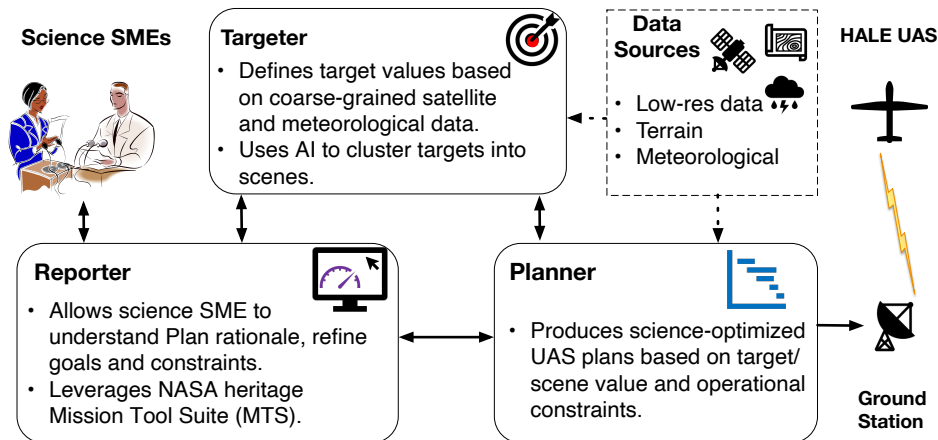 Science SMEs
Targeter
• Defines target values based
on coarse-grained satellite
and meteorological data.
• Uses AI to cluster targets into
scenes.
Data
Sources
• Low-res data
• Terrain
• Meteorological
HALE UAS
Reporter
• Allows science SME to
understand Plan rationale, refine
goals and constraints.
• Leverages NASA heritage
Mission Tool Suite (MTS).
Planner
• Produces science-optimized
UAS plans based on target/
scene value and operational
constraints.
Ground
Station